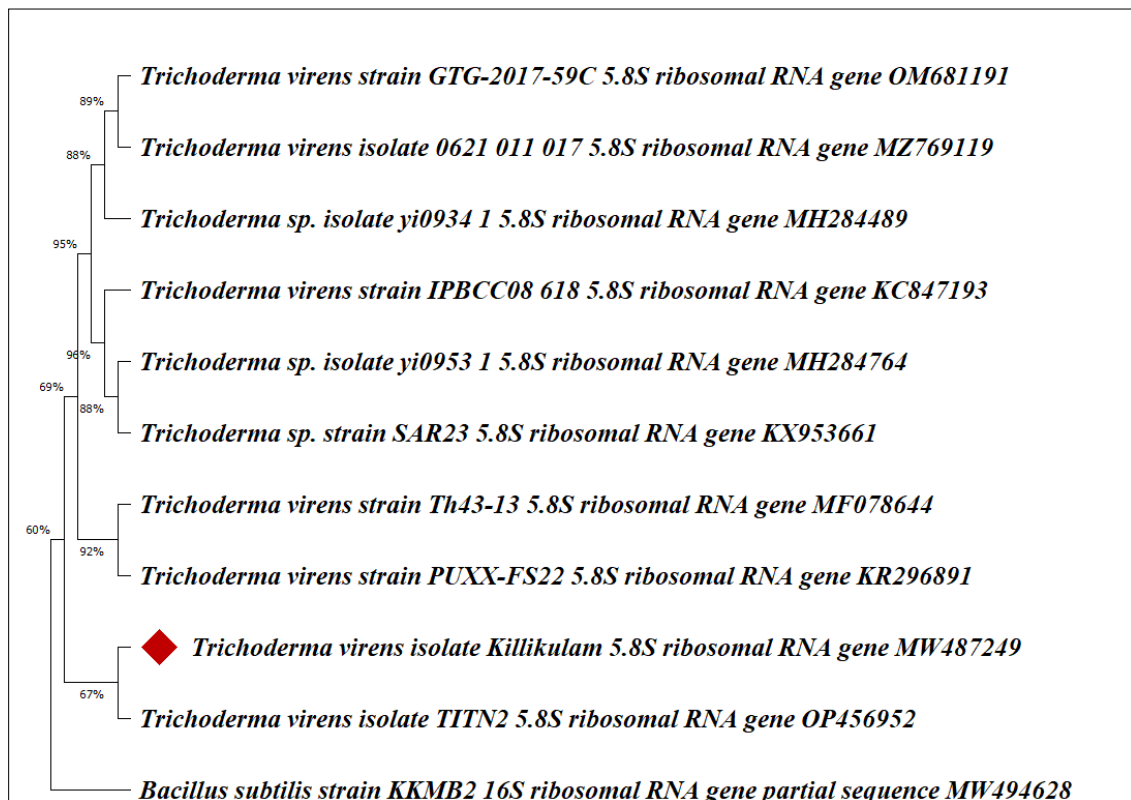 Trichoderma virens strain GTG-2017-59C 5.8S ribosomal RNA gene OM681191
89%
Trichoderma virens isolate 0621 011 017 5.8S ribosomal RNA gene MZ769119
88%
Trichoderma sp. isolate yi0934 1 5.8S ribosomal RNA gene MH284489
95%
Trichoderma virens strain IPBCC08 618 5.8S ribosomal RNA gene KC847193
96%
Trichoderma sp. isolate yi0953 1 5.8S ribosomal RNA gene MH284764
69%
88%
Trichoderma sp. strain SAR23 5.8S ribosomal RNA gene KX953661
Trichoderma virens strain Th43-13 5.8S ribosomal RNA gene MF078644
60%
92%
Trichoderma virens strain PUXX-FS22 5.8S ribosomal RNA gene KR296891
Trichoderma virens isolate Killikulam 5.8S ribosomal RNA gene MW487249
67%
Trichoderma virens isolate TITN2 5.8S ribosomal RNA gene OP456952
Bacillus subtilis strain KKMB2 16S ribosomal RNA gene partial sequence MW494628